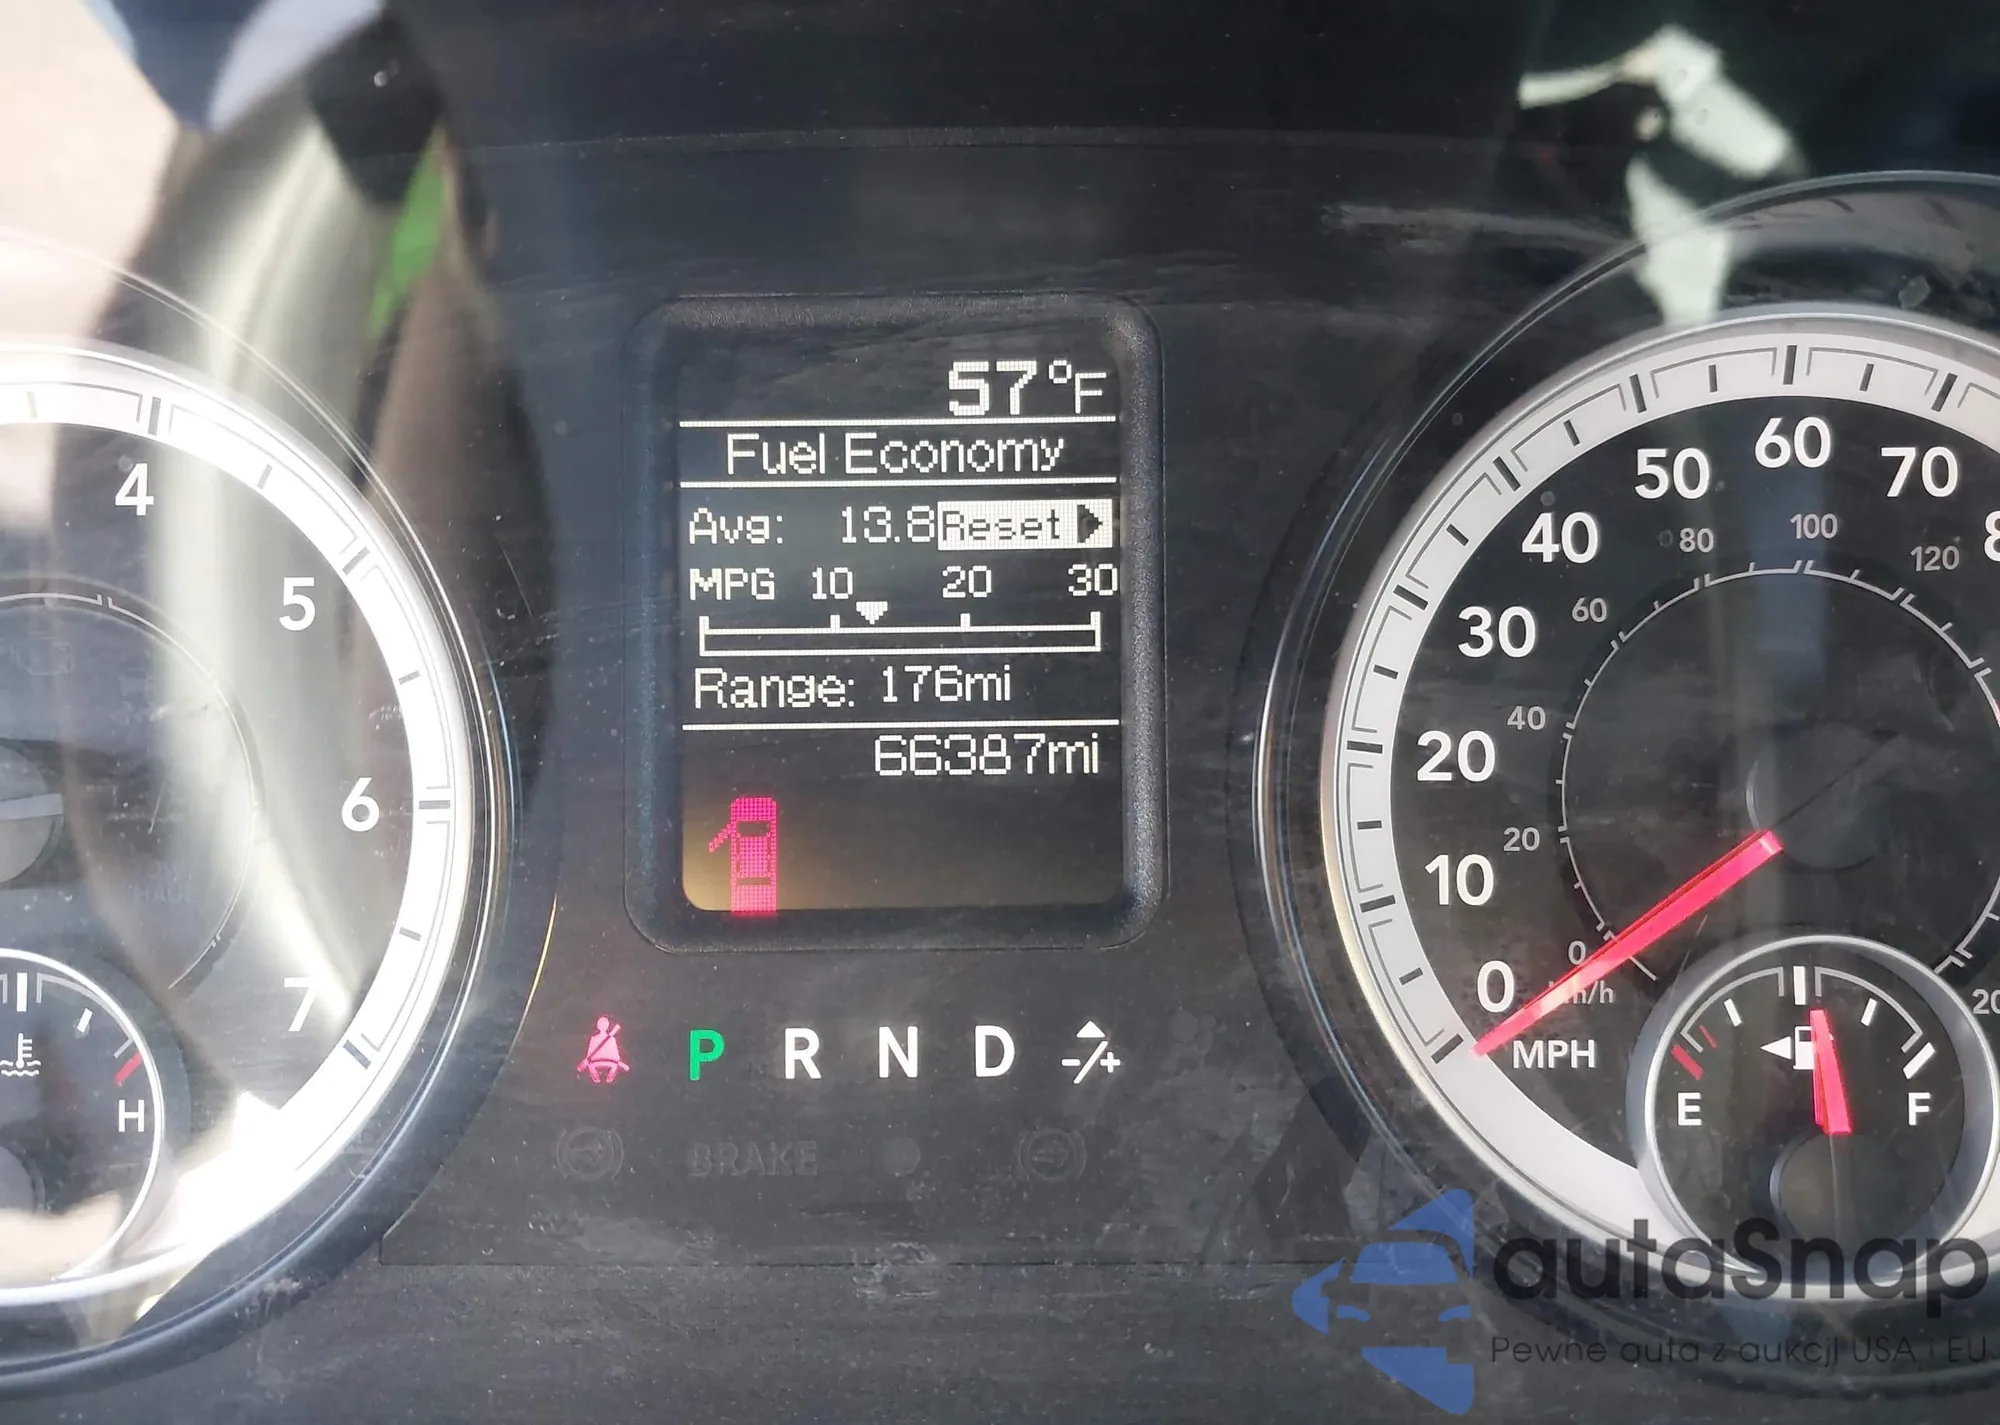 57°F
Fuel Economy
Avg: 13.8 Reset
MPG 10 20 30
Range: 176mi
66387mi
4
5
6
7
H
P R N D -/+
BRAKE
0 10 20 30 40 50 60 70
MPH
0 20 40 60 80 100 120
km/h
E F
autaSnap
Pewne auta z aukcji USA i EU